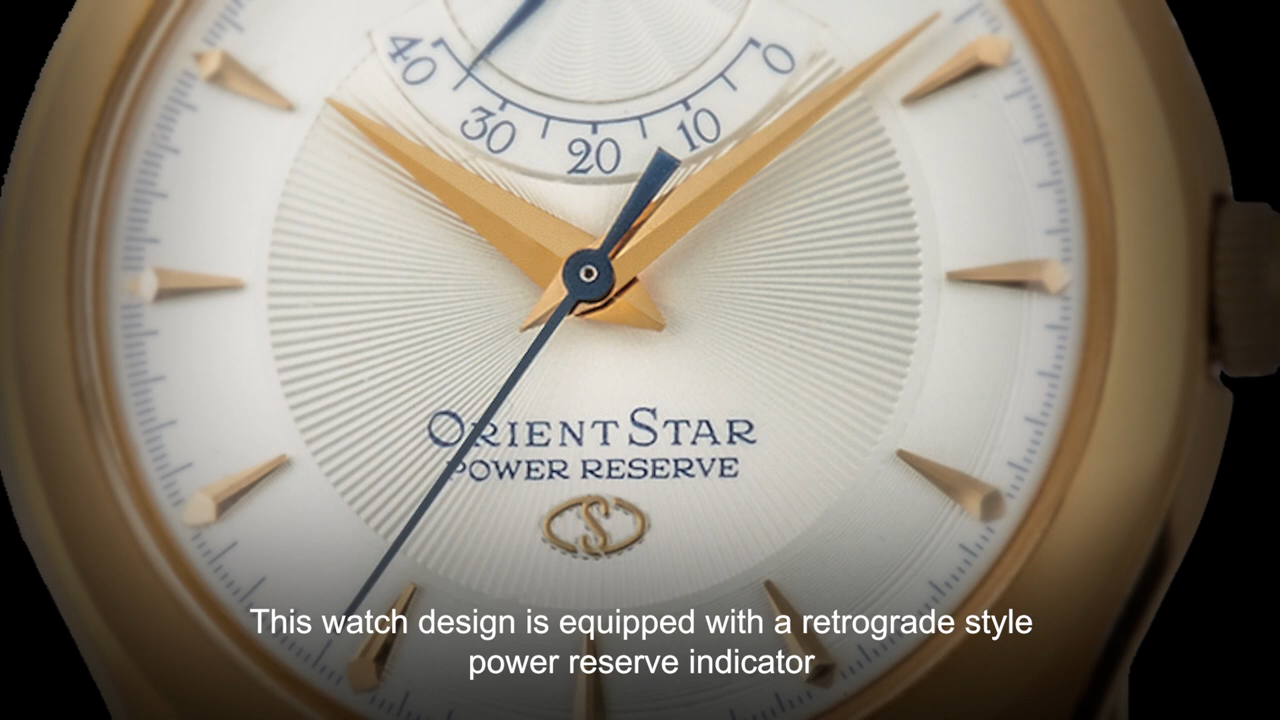 40
30
20
10
0
ORIENT STAR
POWER RESERVE
S
This watch design is equipped with a retrograde style
power reserve indicator